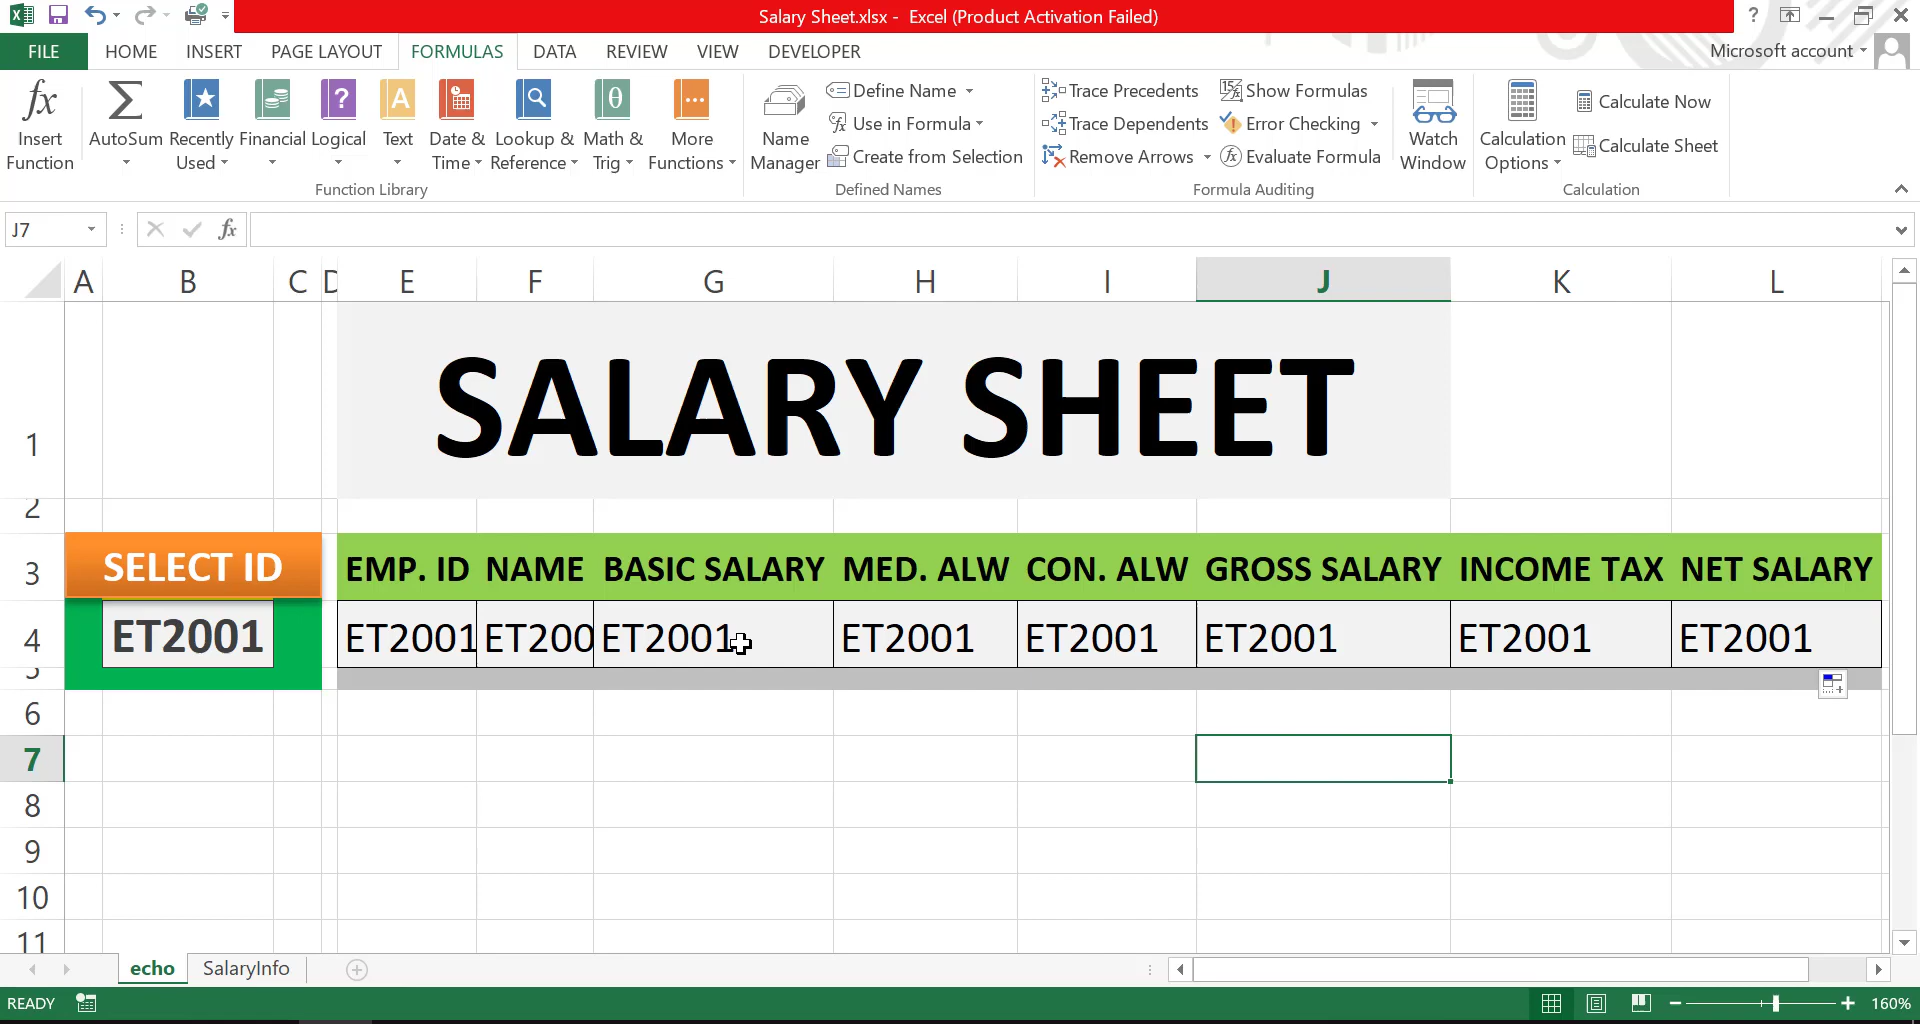 Salary Sheet.xlsx - Excel (Product Activation Failed)
FILE HOME INSERT PAGE LAYOUT FORMULAS DATA REVIEW VIEW DEVELOPER Microsoft account
Insert Function
AutoSum
Recently Used
Financial
Logical
Text
Date & Time
Lookup & Reference
Math & Trig
More Functions
Function Library
Name Manager
Define Name
Use in Formula
Create from Selection
Defined Names
Trace Precedents
Trace Dependents
Remove Arrows
Show Formulas
Error Checking
Evaluate Formula
Formula Auditing
Watch Window
Calculation Options
Calculate Now
Calculate Sheet
Calculation
J7 fx
A B C D E F G H I J K L
1 SALARY SHEET
2
3 SELECT ID EMP. ID NAME BASIC SALARY MED. ALW CON. ALW GROSS SALARY INCOME TAX NET SALARY
4 ET2001 ET2001 ET200 ET2001 ET2001 ET2001 ET2001 ET2001 ET2001
5
6
7
8
9
10
11
echo SalaryInfo
READY 160%